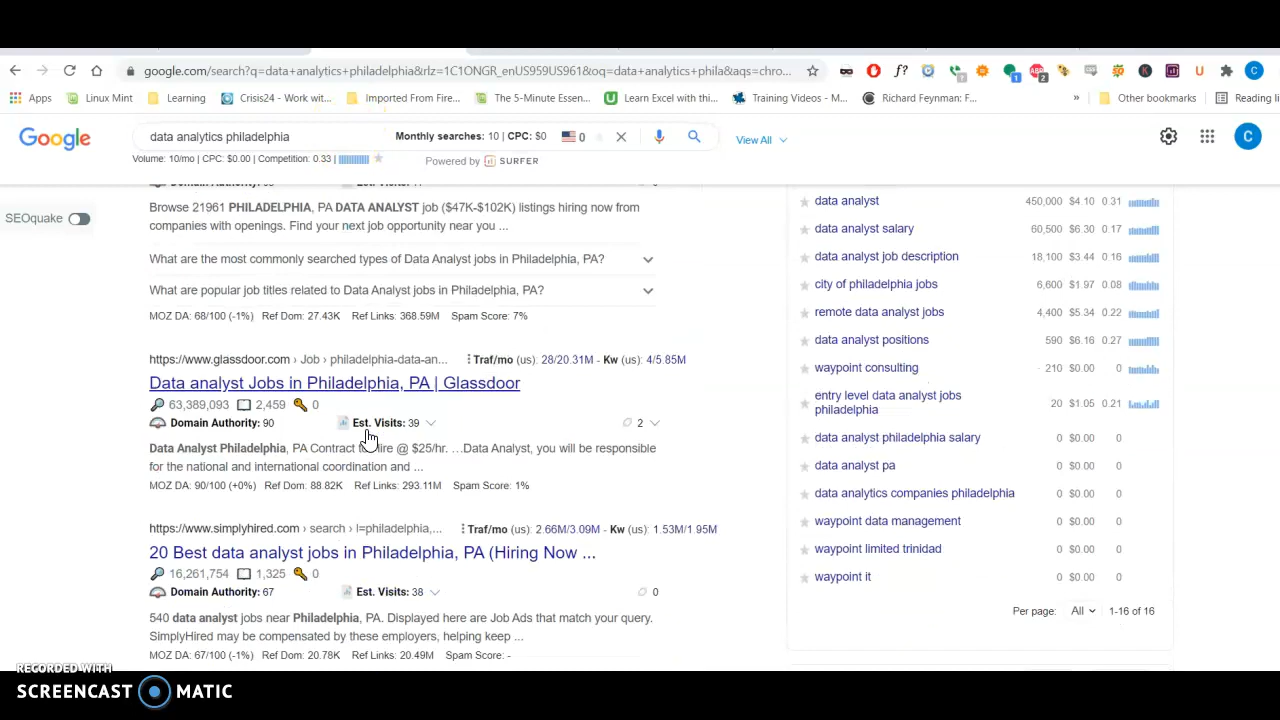 google.com/search?q=data+analytics+philadelphia&rlz=1C1ONGR_enUS959US961&oq=data+analytics+phila&aqs=chro...
Apps Linux Mint Learning Crisis24 - Work wit... Imported From Fire... The 5-Minute Essen... Learn Excel with thi... Training Videos - M... Richard Feynman: F... » Other bookmarks Reading li
Google data analytics philadelphia Monthly searches: 10 | CPC: $0 0 View All
Volume: 10/mo | CPC: $0.00 | Competition: 0.33 Powered by SURFER
SEOquake
Browse 21961 PHILADELPHIA, PA DATA ANALYST job ($47K-$102K) listings hiring now from
companies with openings. Find your next job opportunity near you ...
What are the most commonly searched types of Data Analyst jobs in Philadelphia, PA?
What are popular job titles related to Data Analyst jobs in Philadelphia, PA?
MOZ DA: 68/100 (-1%) Ref Dom: 27.43K Ref Links: 368.59M Spam Score: 7%
https://www.glassdoor.com › Job › philadelphia-data-an... Traf/mo (us): 28/20.31M - Kw (us): 4/5.85M
Data analyst Jobs in Philadelphia, PA | Glassdoor
63,389,093 2,459 0
Domain Authority: 90 Est. Visits: 39 2
Data Analyst Philadelphia, PA Contract to Hire @ $25/hr. ...Data Analyst, you will be responsible
for the national and international coordination and ...
MOZ DA: 90/100 (+0%) Ref Dom: 88.82K Ref Links: 293.11M Spam Score: 1%
https://www.simplyhired.com › search › l=philadelphia,... Traf/mo (us): 2.66M/3.09M - Kw (us): 1.53M/1.95M
20 Best data analyst jobs in Philadelphia, PA (Hiring Now ...
16,261,754 1,325 0
Domain Authority: 67 Est. Visits: 38 0
540 data analyst jobs near Philadelphia, PA. Displayed here are Job Ads that match your query.
SimplyHired may be compensated by these employers, helping keep ...
MOZ DA: 67/100 (-1%) Ref Dom: 20.78K Ref Links: 20.49M Spam Score: -
data analyst 450,000 $4.10 0.31
data analyst salary 60,500 $6.30 0.17
data analyst job description 18,100 $3.44 0.16
city of philadelphia jobs 6,600 $1.97 0.08
remote data analyst jobs 4,400 $5.34 0.22
data analyst positions 590 $6.16 0.27
waypoint consulting 210 $0.00 0
entry level data analyst jobs
philadelphia 20 $1.05 0.21
data analyst philadelphia salary 0 $0.00 0
data analyst pa 0 $0.00 0
data analytics companies philadelphia 0 $0.00 0
waypoint data management 0 $0.00 0
waypoint limited trinidad 0 $0.00 0
waypoint it 0 $0.00 0
Per page: All 1-16 of 16
RECORDED WITH
SCREENCAST MATIC